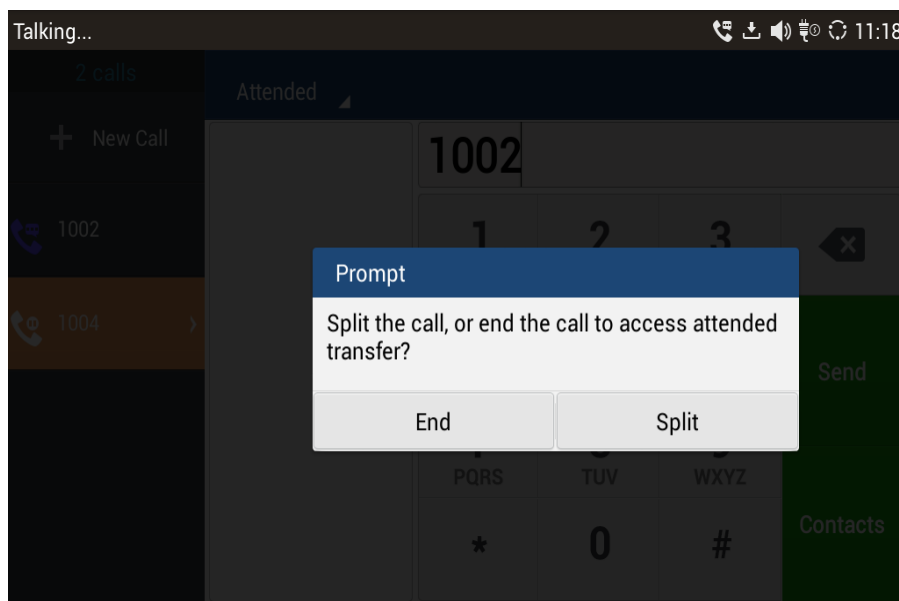 Talking...
11:18
2 calls
Attended
New Call
1002
1002
1
2
3
1004
Prompt
Split the call, or end the call to access attended
transfer?
Send
End
Split
PQRS
TUV
WXYZ
Contacts
*
0
#